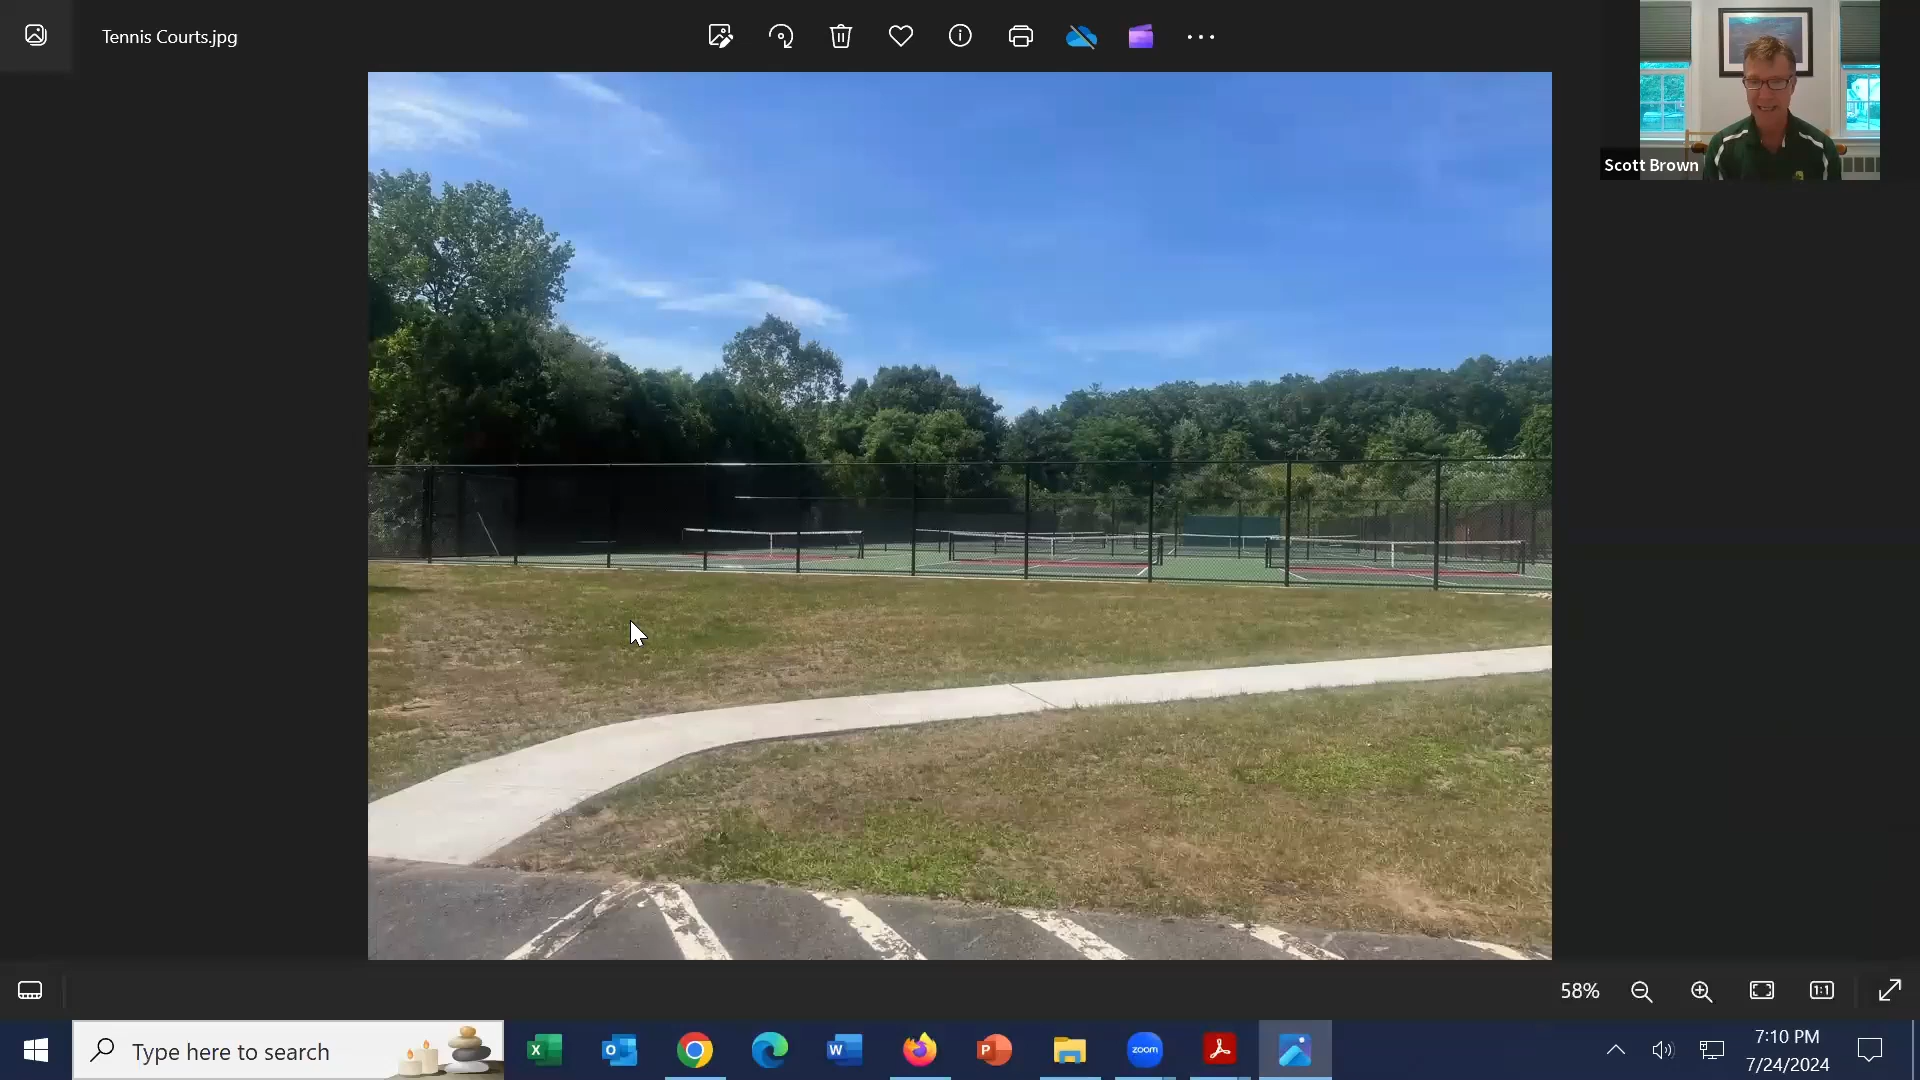 Tennis Courts.jpg
Scott Brown
58%
1:1
Type here to search
zoom
7:10 PM
7/24/2024